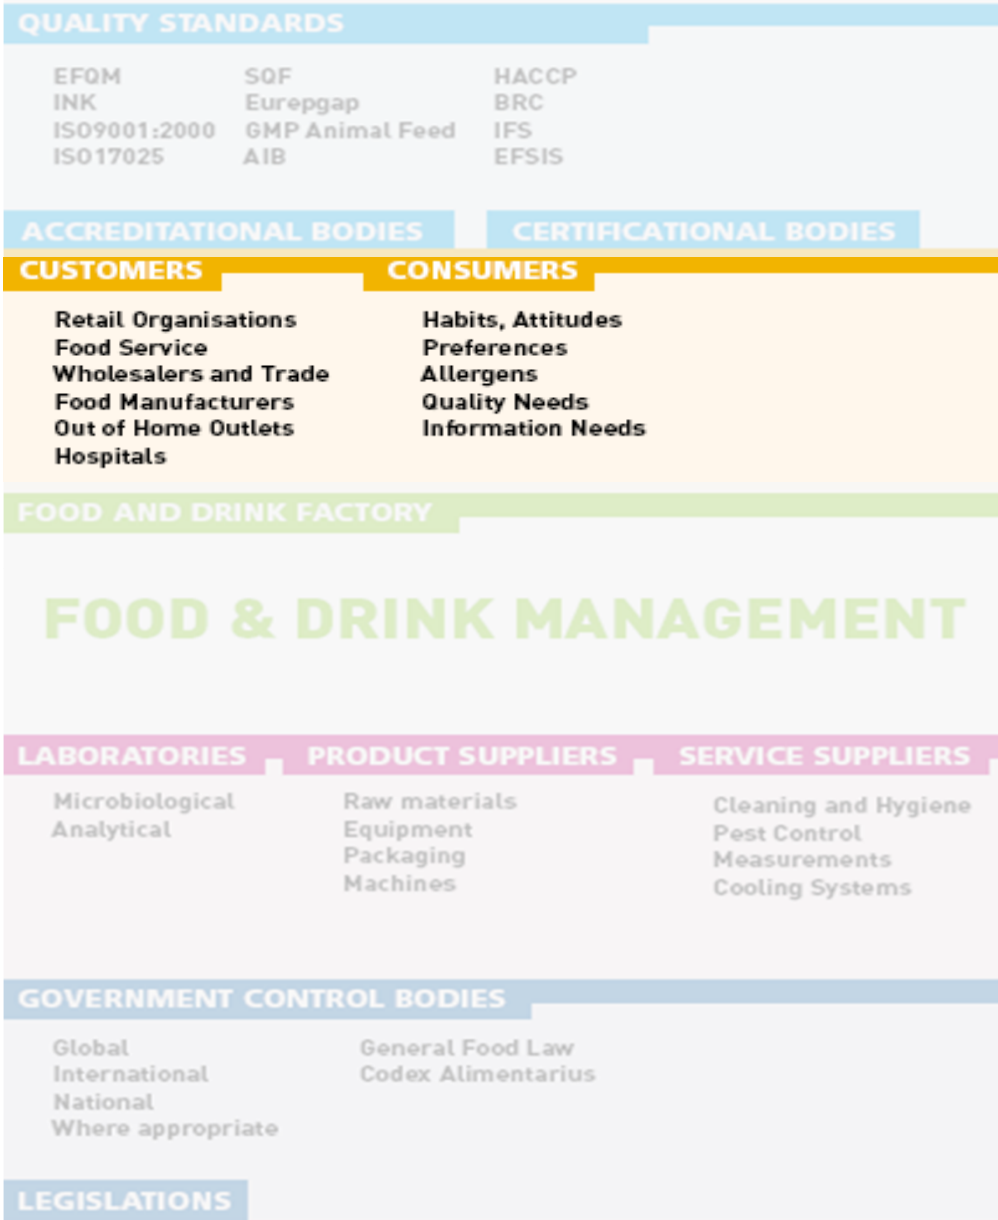 QUALITY STANDARDS
EFQM SQF HACCP
INK Eurepgap BRC
ISO9001:2000 GMP Animal Feed IFS
ISO17025 AIB EFSIS
ACCREDITATIONAL BODIES CERTIFICATIONAL BODIES
CUSTOMERS CONSUMERS
Retail Organisations Habits, Attitudes
Food Service Preferences
Wholesalers and Trade Allergens
Food Manufacturers Quality Needs
Out of Home Outlets Information Needs
Hospitals
FOOD AND DRINK FACTORY
FOOD & DRINK MANAGEMENT
LABORATORIES PRODUCT SUPPLIERS SERVICE SUPPLIERS
Microbiological Raw materials Cleaning and Hygiene
Analytical Equipment Pest Control
Packaging Measurements
Machines Cooling Systems
GOVERNMENT CONTROL BODIES
Global General Food Law
International Codex Alimentarius
National
Where appropriate
LEGISLATIONS